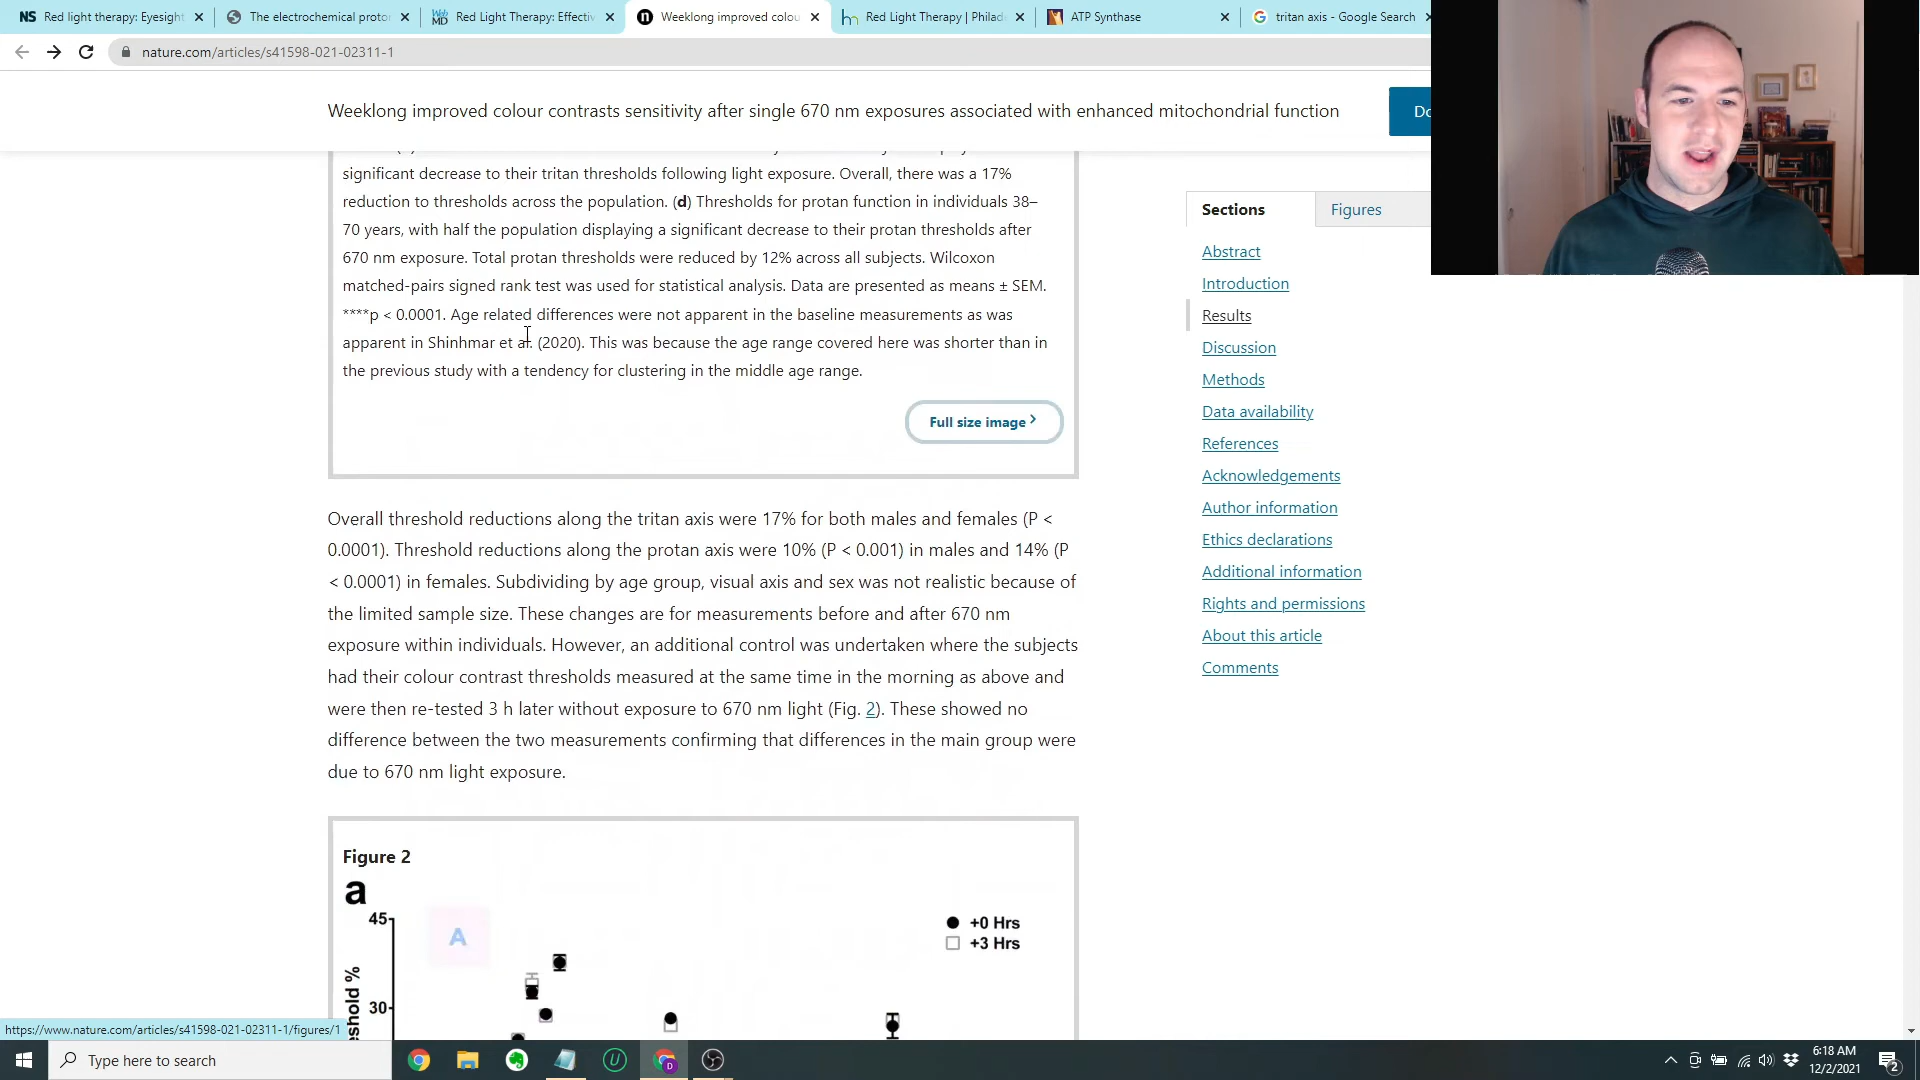 Red light therapy: Eyesight
The electrochemical proto
Red Light Therapy: Effectiv
Weeklong improved colou
Red Light Therapy | Philad
ATP Synthase
tritan axis - Google Search
nature.com/articles/s41598-021-02311-1
Weeklong improved colour contrasts sensitivity after single 670 nm exposures associated with enhanced mitochondrial function
significant decrease to their tritan thresholds following light exposure. Overall, there was a 17%
reduction to thresholds across the population. (d) Thresholds for protan function in individuals 38–
70 years, with half the population displaying a significant decrease to their protan thresholds after
670 nm exposure. Total protan thresholds were reduced by 12% across all subjects. Wilcoxon
matched-pairs signed rank test was used for statistical analysis. Data are presented as means ± SEM.
****p < 0.0001. Age related differences were not apparent in the baseline measurements as was
apparent in Shinhmar et al. (2020). This was because the age range covered here was shorter than in
the previous study with a tendency for clustering in the middle age range.
Full size image
Overall threshold reductions along the tritan axis were 17% for both males and females (P <
0.0001). Threshold reductions along the protan axis were 10% (P < 0.001) in males and 14% (P
< 0.0001) in females. Subdividing by age group, visual axis and sex was not realistic because of
the limited sample size. These changes are for measurements before and after 670 nm
exposure within individuals. However, an additional control was undertaken where the subjects
had their colour contrast thresholds measured at the same time in the morning as above and
were then re-tested 3 h later without exposure to 670 nm light (Fig. 2). These showed no
difference between the two measurements confirming that differences in the main group were
due to 670 nm light exposure.
Figure 2
a
45
A
+0 Hrs
+3 Hrs
30
Sections
Figures
Abstract
Introduction
Results
Discussion
Methods
Data availability
References
Acknowledgements
Author information
Ethics declarations
Additional information
Rights and permissions
About this article
Comments
https://www.nature.com/articles/s41598-021-02311-1/figures/1
Type here to search
6:18 AM
12/2/2021
2